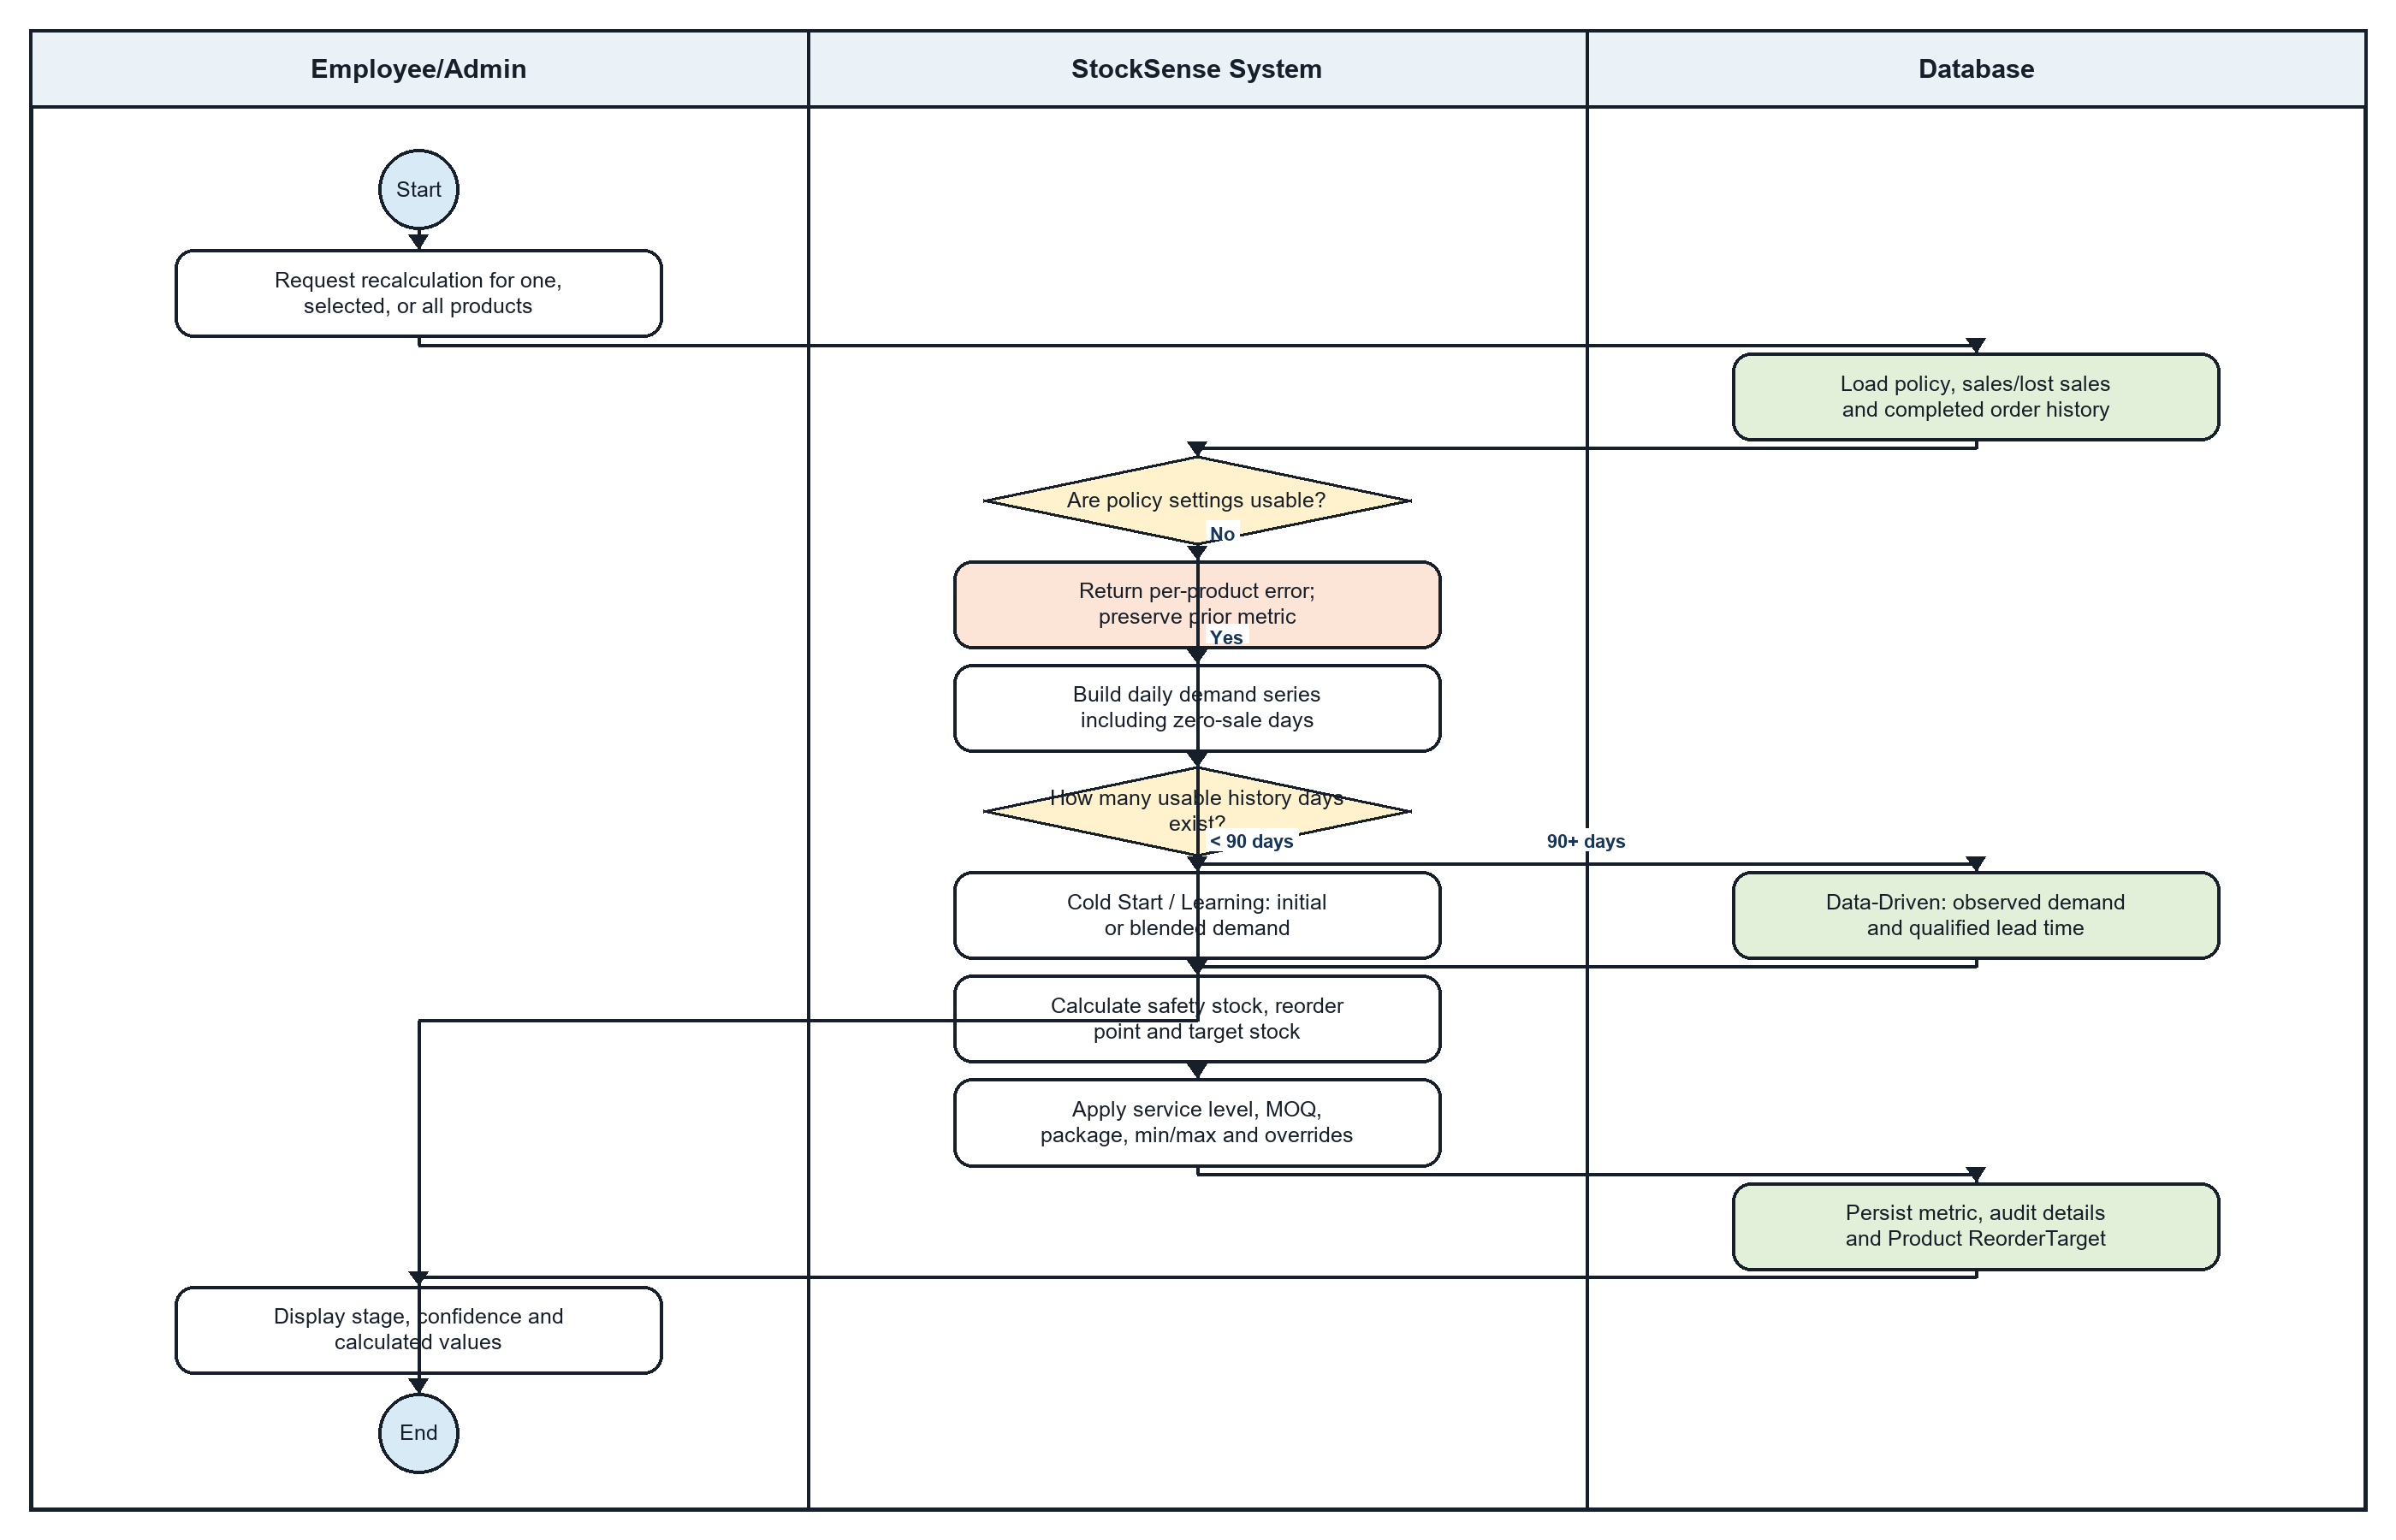 Employee/Admin
StockSense System
Database
Start
Request recalculation for one,
selected, or all products
Load policy, sales/lost sales
and completed order history
Are policy settings usable?
No
Return per-product error;
preserve prior metric
Yes
Build daily demand series
including zero-sale days
How many usable history days
exist?
< 90 days
90+ days
Cold Start / Learning: initial
or blended demand
Data-Driven: observed demand
and qualified lead time
Calculate safety stock, reorder
point and target stock
Apply service level, MOQ,
package, min/max and overrides
Persist metric, audit details
and Product ReorderTarget
Display stage, confidence and
calculated values
End